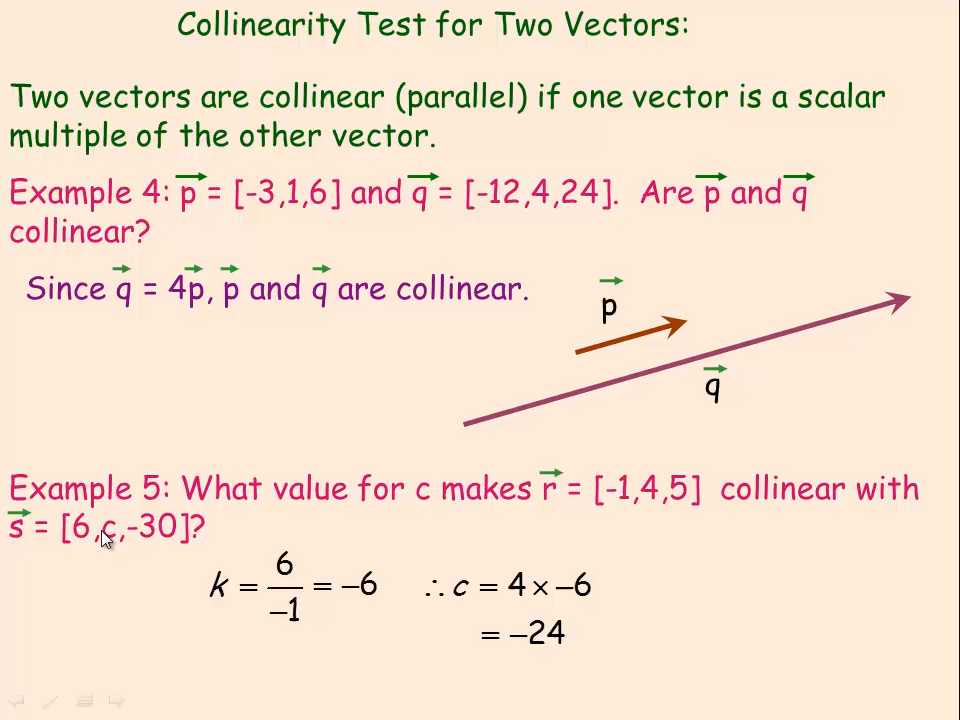 Collinearity Test for Two Vectors:
Two vectors are collinear (parallel) if one vector is a scalar
multiple of the other vector.
Example 4: p⃗ = [-3,1,6] and q⃗ = [-12,4,24]. Are p⃗ and q⃗
collinear?
Since q⃗ = 4p⃗, p⃗ and q⃗ are collinear.
p⃗
q⃗
Example 5: What value for c makes r⃗ = [-1,4,5] collinear with
s⃗ = [6,c,-30]?
k = 6/−1 = −6 ∴ c = 4 × −6
= −24